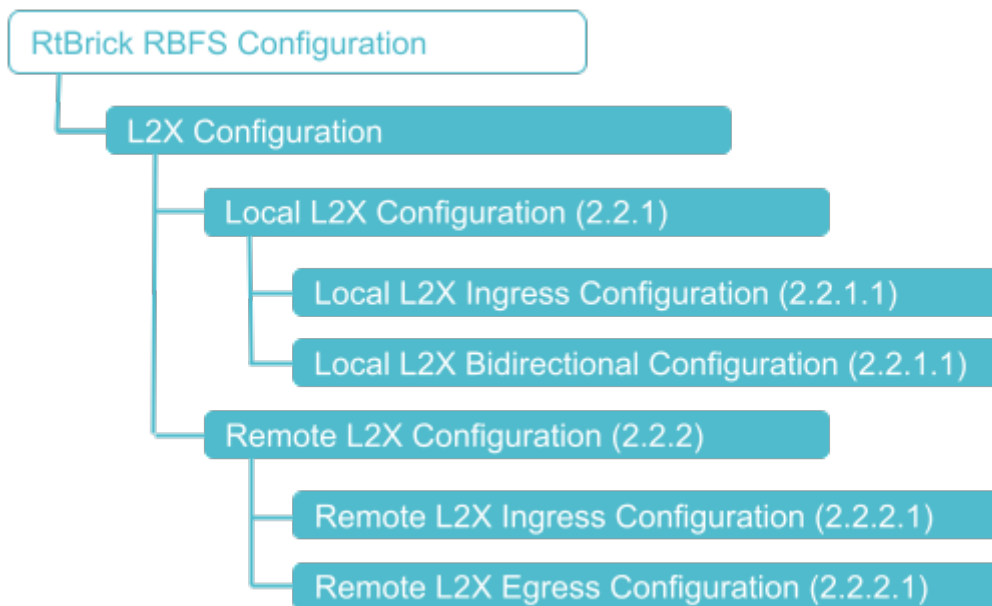 RtBrick RBFS Configuration
L2X Configuration
Local L2X Configuration (2.2.1)
Local L2X Ingress Configuration (2.2.1.1)
Local L2X Bidirectional Configuration (2.2.1.1)
Remote L2X Configuration (2.2.2)
Remote L2X Ingress Configuration (2.2.2.1)
Remote L2X Egress Configuration (2.2.2.1)